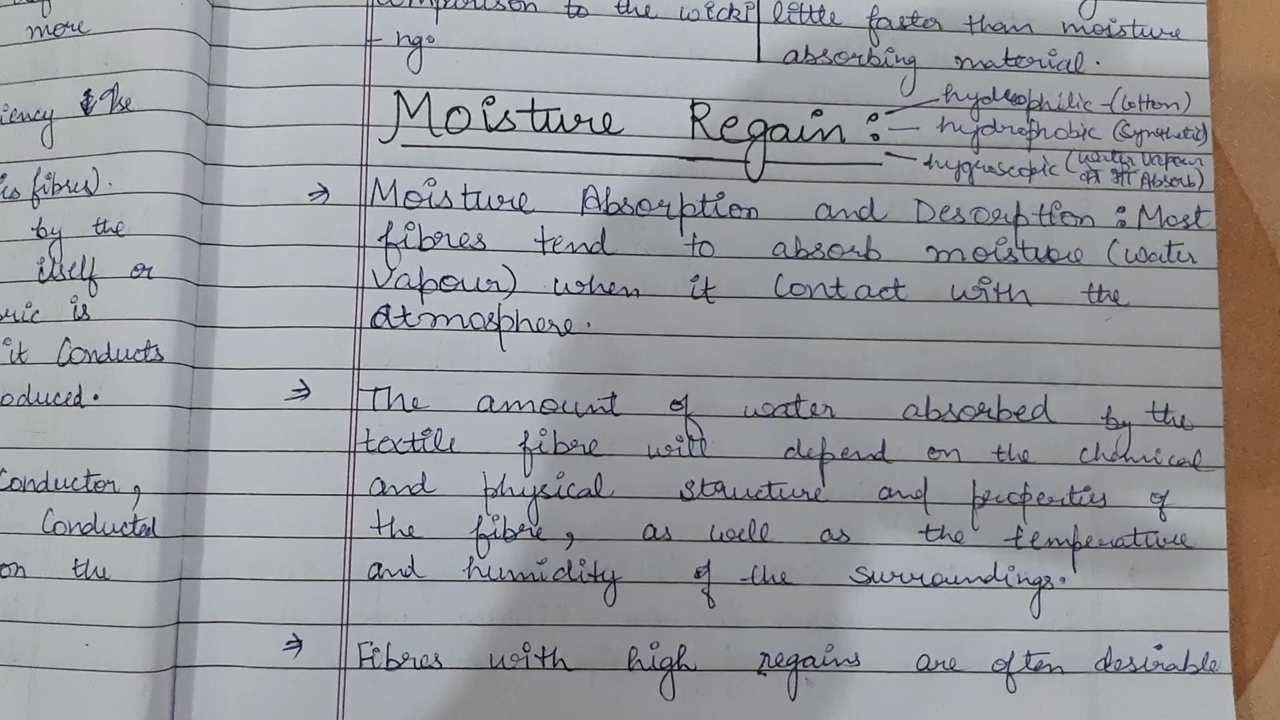 more
iency & the
is fibres).
by the
itself or
ric is
it Conducts
oduced.
Conductor,
Conducted
on the
comparison to the wicki
- ng.
little faster than moisture
absorbing material.
Moisture Regain :
- hydrophilic - (Cotton)
- hydrophobic (Synthetic)
- hygroscopic (water vapour
को भी Absorb)
⇒ Moisture Absorption and Desorption : Most
fibres tend to absorb moisture (water
Vapour) when it Contact with the
atmosphere.
⇒ The amount of water absorbed by the
textile fibre will depend on the chemical
and physical structure and properties of
the fibre, as well as the temperature
and humidity of the surroundings.
⇒ Fibres with high regains are often desirable